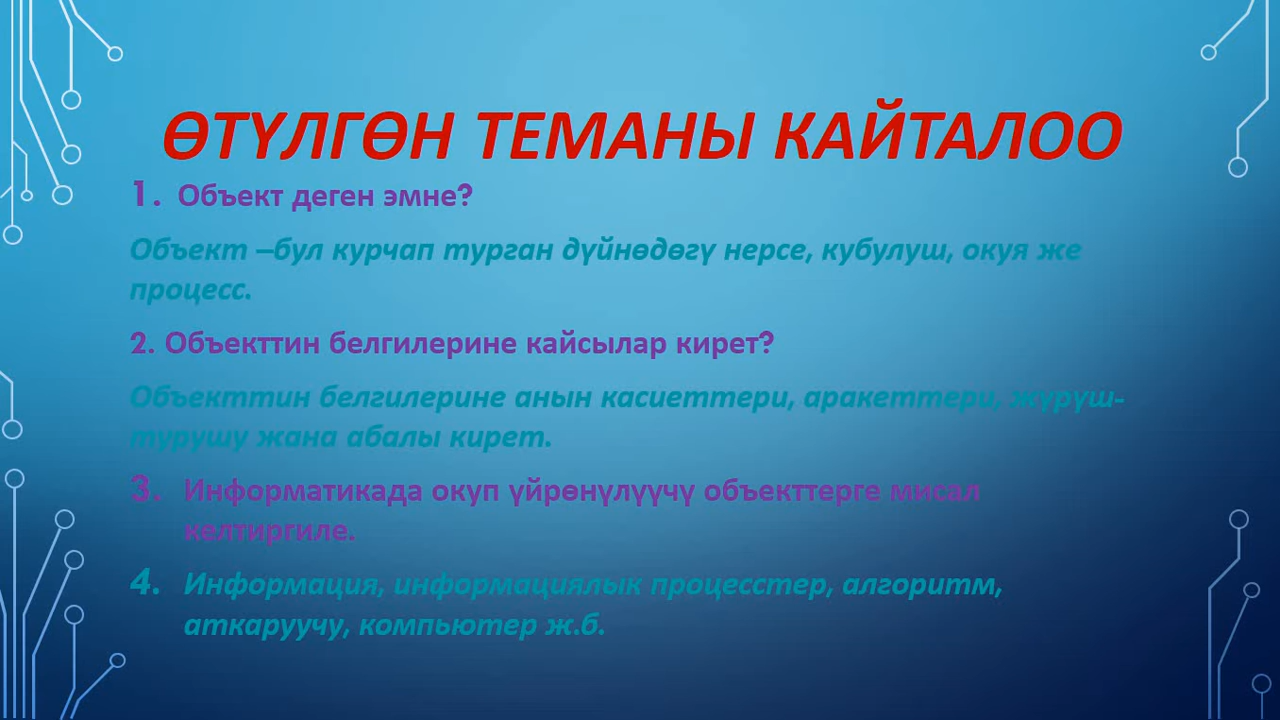 ӨТҮЛГӨН ТЕМАНЫ КАЙТАЛОО
1. Объект деген эмне?
Объект –бул курчап турган дүйнөдөгү нерсе, кубулуш, окуя же
процесс.
2. Объекттин белгилерине кайсылар кирет?
Объекттин белгилерине анын касиеттери, аракеттери, жүрүш-
турушу жана абалы кирет.
3. Информатикада окуп үйрөнүлүүчү объекттерге мисал
келтиргиле.
4. Информация, информациялык процесстер, алгоритм,
аткаруучу, компьютер ж.б.